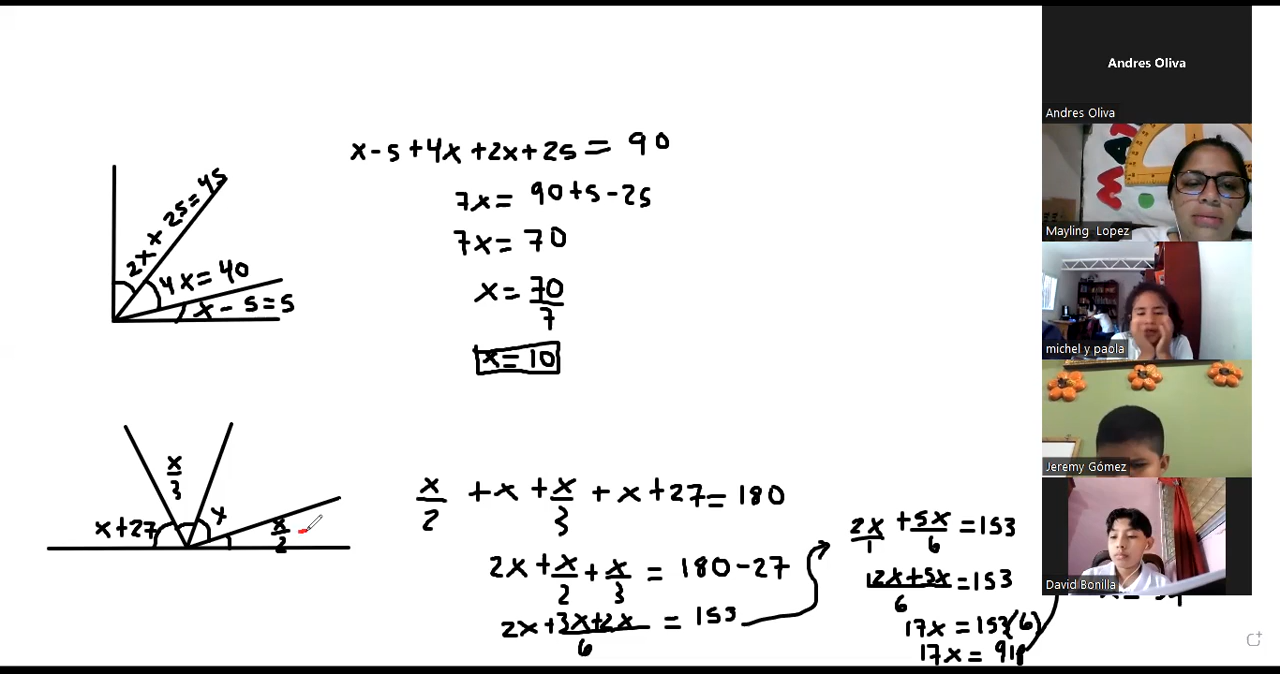 Andres Oliva
Andres Oliva
Mayling Lopez
michel y paola
Jeremy Gómez
David Bonilla
2x + 25 = 45
4x = 40
x - 5 = 5
x - 5 + 4x + 2x + 25 = 90
7x = 90 + 5 - 25
7x = 70
x = 70/7
x = 10
x/3
x + 27
x
x/2
x/2 + x + x/3 + x + 27 = 180
2x + x/2 + x/3 = 180 - 27
2x + 3x+2x/6 = 153
2x/1 + 5x/6 = 153
12x+5x/6 = 153
17x = 153(6)
17x = 918